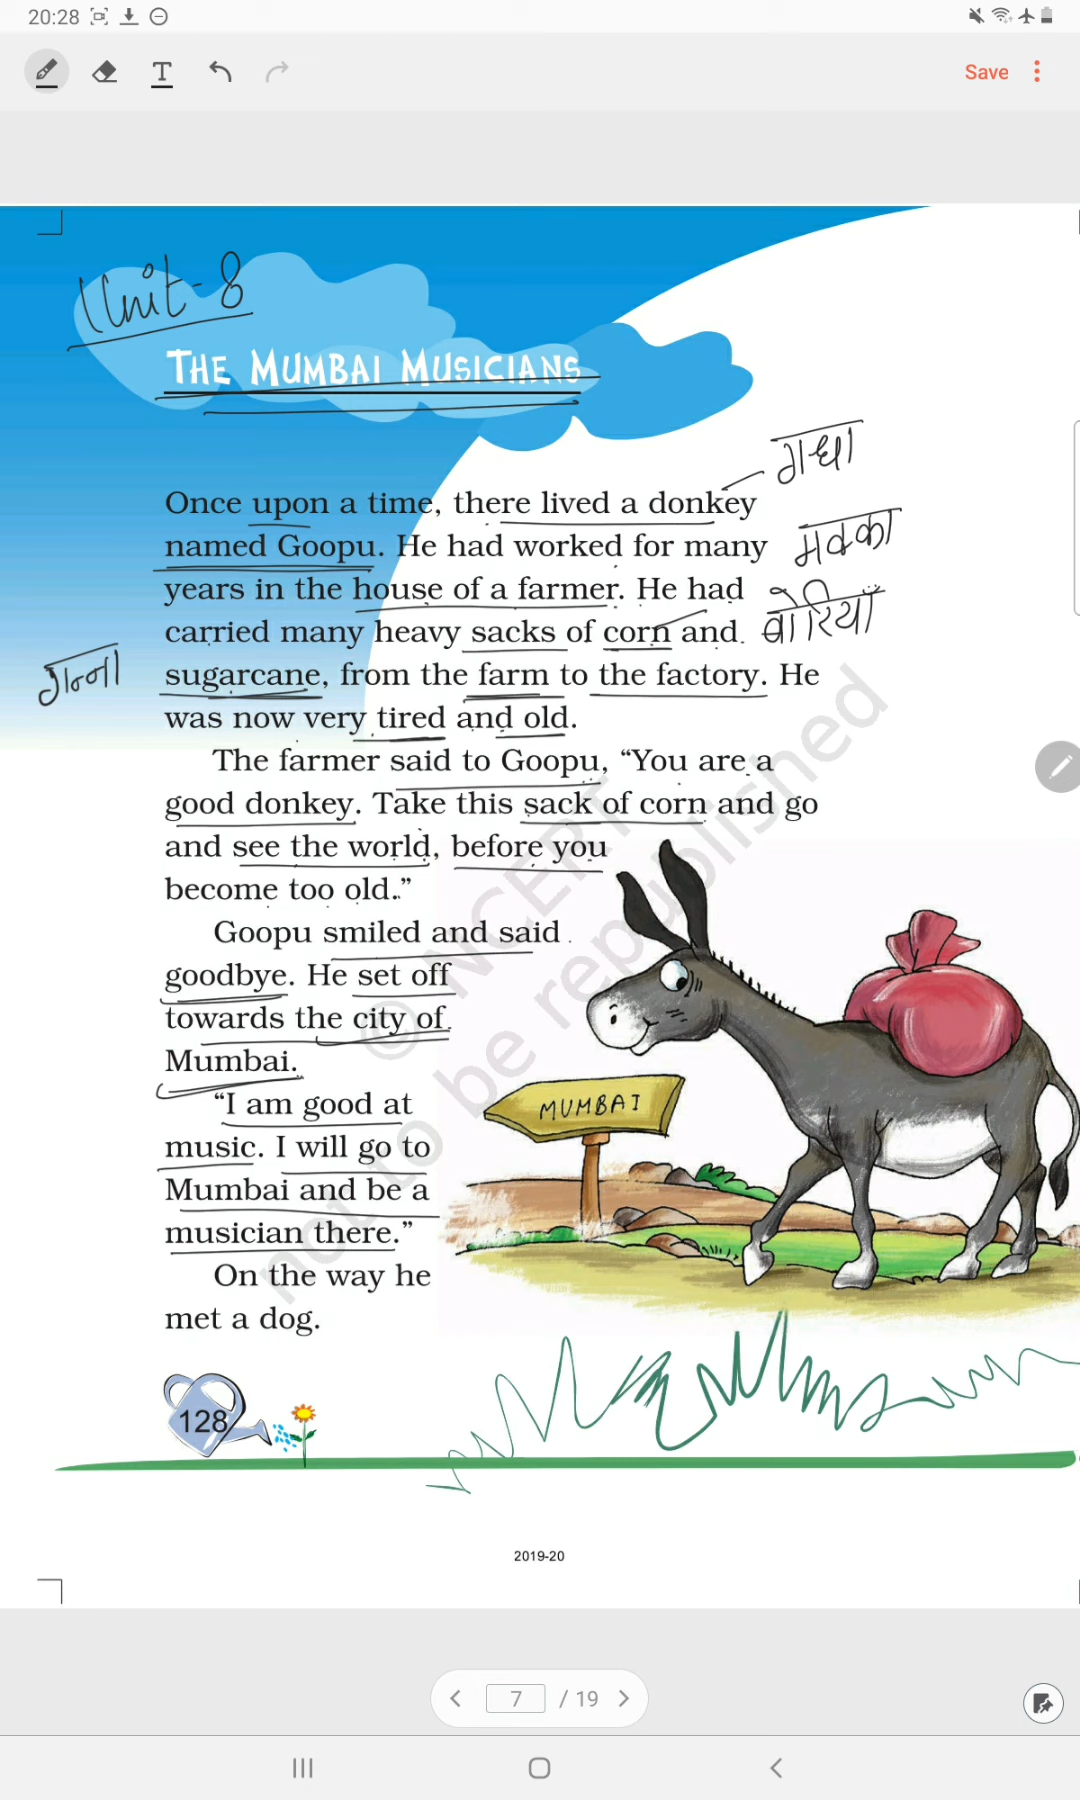 20:28
Save
Unit-8
THE MUMBAI MUSICIANS
गधा
Once upon a time, there lived a donkey
named Goopu. He had worked for many
मक्का
years in the house of a farmer. He had
carried many heavy sacks of corn and
बोरियाँ
गन्ना
sugarcane, from the farm to the factory. He
was now very tired and old.
The farmer said to Goopu, “You are a
good donkey. Take this sack of corn and go
and see the world, before you
become too old.”
Goopu smiled and said
goodbye. He set off
towards the city of
Mumbai.
“I am good at
music. I will go to
Mumbai and be a
musician there.”
On the way he
met a dog.
MUMBAI
© NCERT
not to be republished
128
2019-20
7 / 19